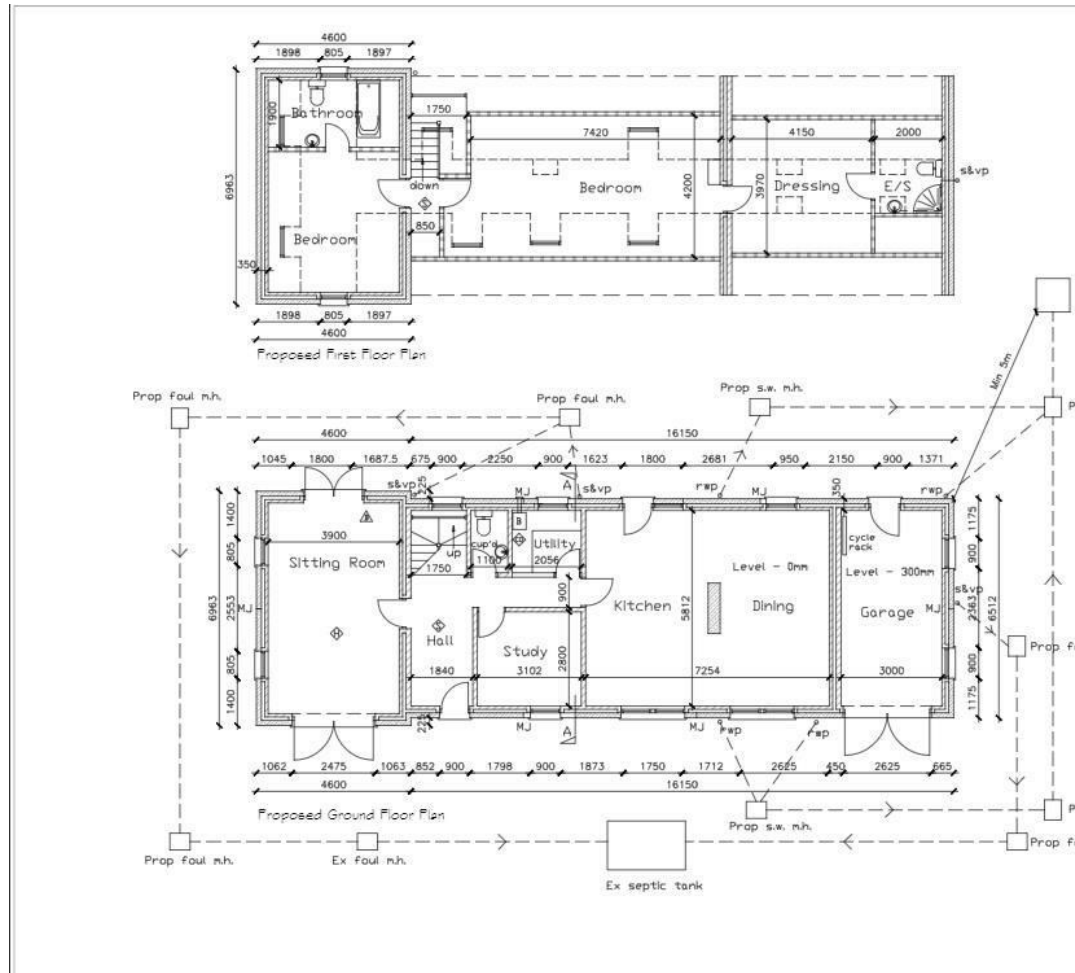 4600
1898 805 1897
Bathroom
1900
1750
7420
4150
2000
6963
down
S
Bedroom
4200
3970
Dressing
E/S
s&vp
Bedroom
850
350
1898 805 1897
4600
Proposed First Floor Plan
Min 5m
Prop foul m.h.
Prop foul m.h.
Prop s.w. m.h.
P
4600 16150
1045 1800 1687.5 675 900 2250 900 1623 1800 2681 950 2150 900 1371
s&vp
225
MJ
A
s&vp
rwp
MJ
350
rwp
1400
805
2553
805
1400
6963
MJ
3900
Sitting Room
H
up
1750
cup'd
1100
B
H
Utility
2056
900
Kitchen
5812
Level - 0mm
Dining
cycle
rack
Level - 300mm
Garage
s&vp
MJ
1175
900
2363
900
1175
6512
Prop fou
S
Hall
Study
2800
1840
3102
7254
3000
225
MJ
A
MJ
rwp
rwp
1062 2475 1063 852 900 1798 900 1873 1750 1712 2625 450 2625 665
4600 16150
Proposed Ground Floor Plan
Prop s.w. m.h.
P
Prop foul m.h.
Ex foul m.h.
Prop fo
Ex septic tank